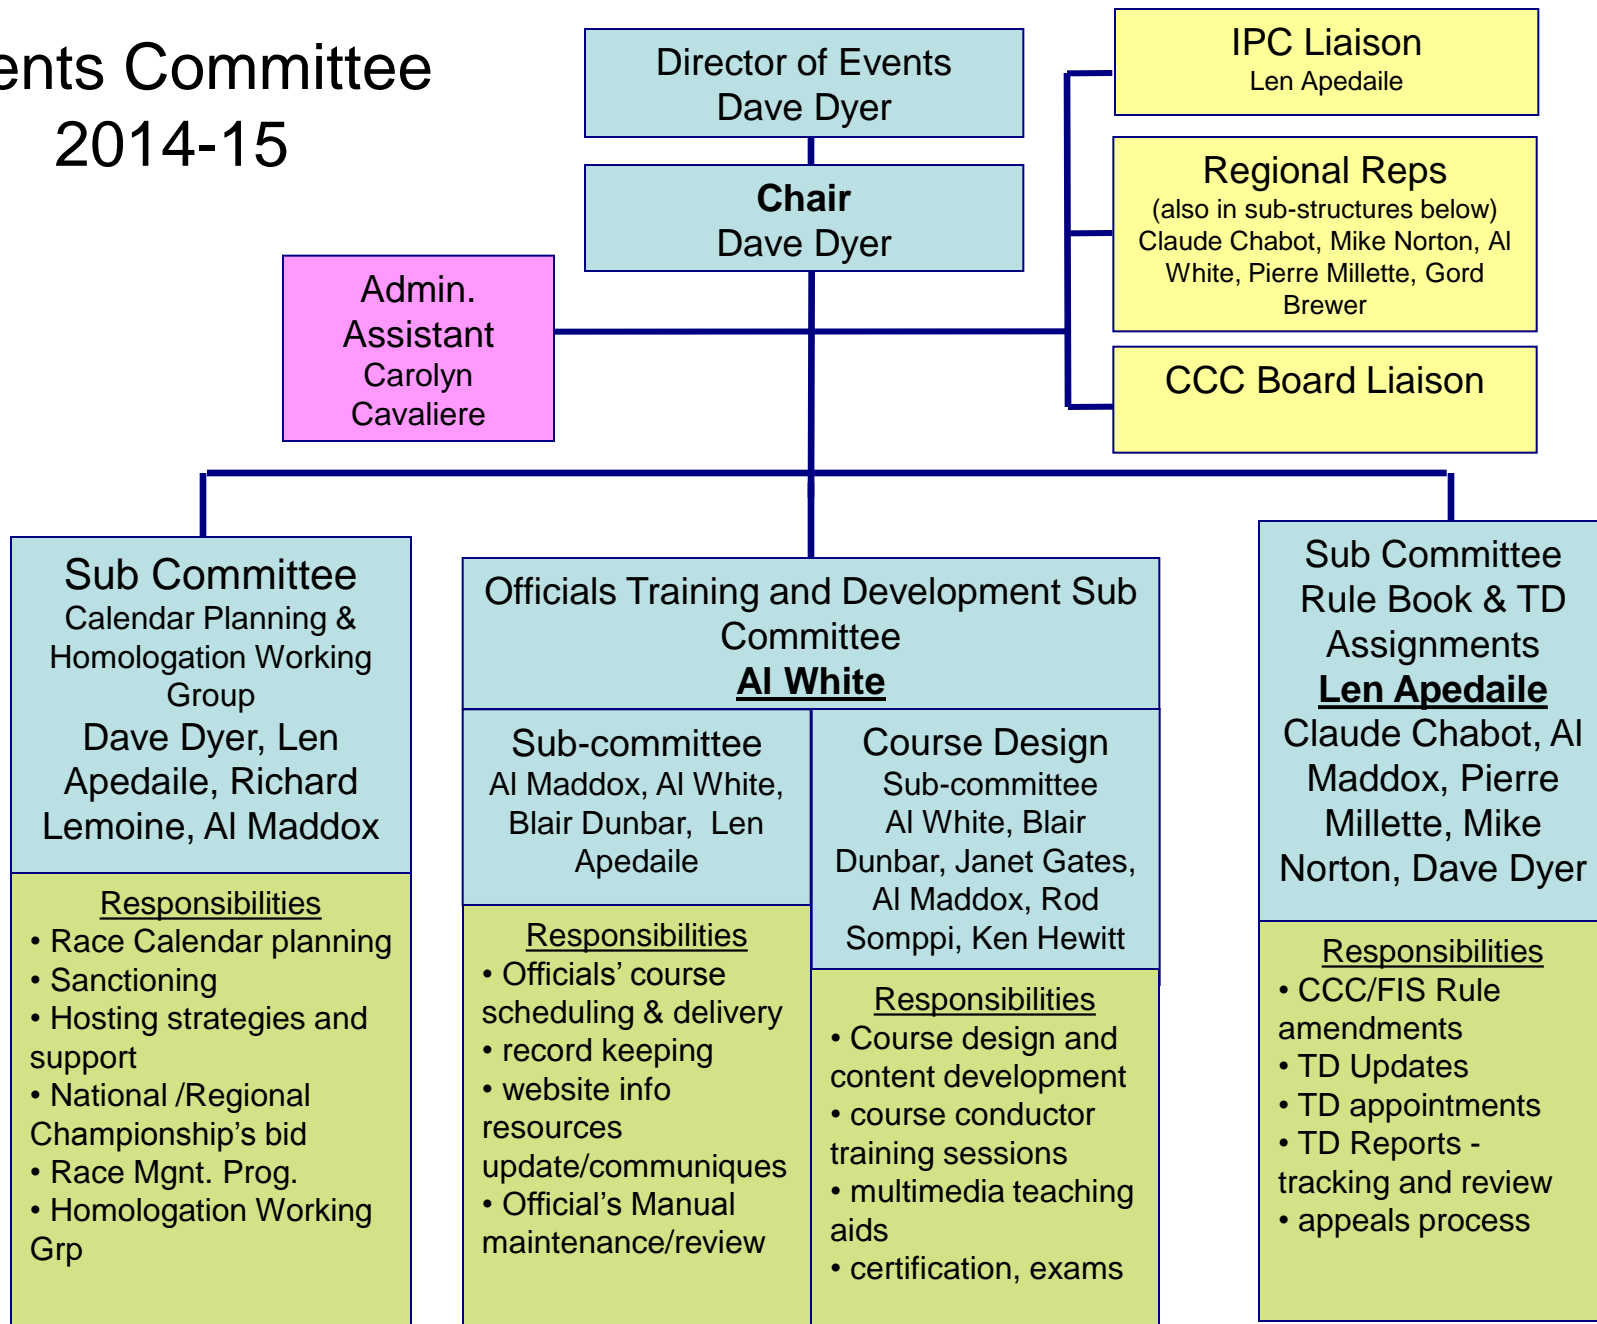 ents Committee
2014-15
Director of Events
Dave Dyer
Chair
Dave Dyer
Admin.
Assistant
Carolyn
Cavaliere
IPC Liaison
Len Apedaile
Regional Reps
(also in sub-structures below)
Claude Chabot, Mike Norton, Al
White, Pierre Millette, Gord
Brewer
CCC Board Liaison
Sub Committee
Calendar Planning &
Homologation Working
Group
Dave Dyer, Len
Apedaile, Richard
Lemoine, Al Maddox
Responsibilities
• Race Calendar planning
• Sanctioning
• Hosting strategies and
support
• National /Regional
Championship’s bid
• Race Mgnt. Prog.
• Homologation Working
Grp
Officials Training and Development Sub
Committee
Al White
Sub-committee
Al Maddox, Al White,
Blair Dunbar, Len
Apedaile
Responsibilities
• Officials’ course
scheduling & delivery
• record keeping
• website info
resources
update/communiques
• Official’s Manual
maintenance/review
Course Design
Sub-committee
Al White, Blair
Dunbar, Janet Gates,
Al Maddox, Rod
Somppi, Ken Hewitt
Responsibilities
• Course design and
content development
• course conductor
training sessions
• multimedia teaching
aids
• certification, exams
Sub Committee
Rule Book & TD
Assignments
Len Apedaile
Claude Chabot, Al
Maddox, Pierre
Millette, Mike
Norton, Dave Dyer
Responsibilities
• CCC/FIS Rule
amendments
• TD Updates
• TD appointments
• TD Reports -
tracking and review
• appeals process